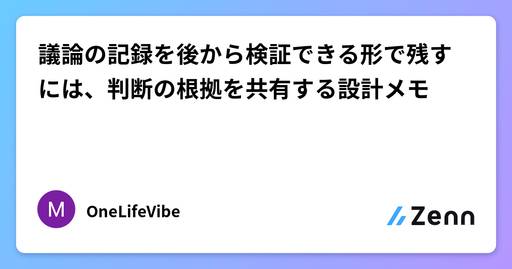 議論の記録を後から検証できる形で残す
には、判断の根拠を共有する設計メモ
M
OneLifeVibe
Zenn